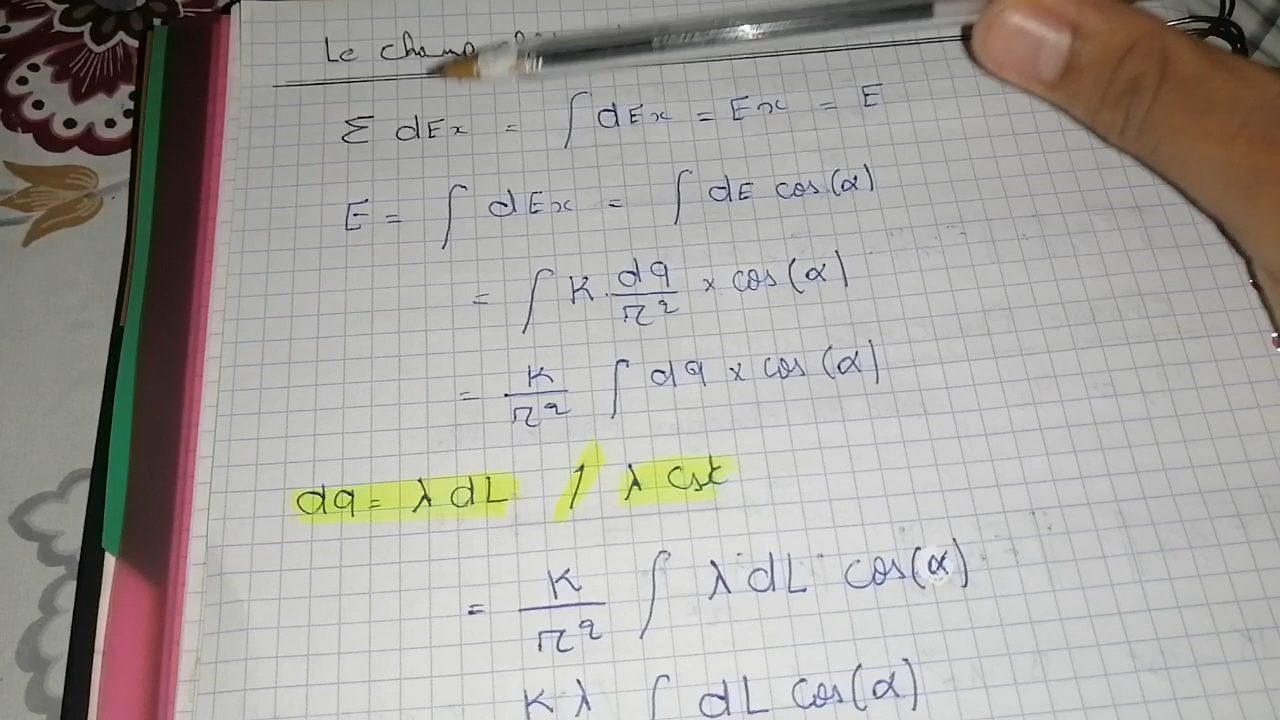 Le champ
Σ dEx = ∫ dEx = Ex = E
E = ∫ dEx = ∫ dE cos(α)
= ∫ K . dq/r² × cos(α)
= K/r² ∫ dq × cos(α)
dq = λ dL / λ cst
= K/r² ∫ λ dL cos(α)
Kλ ∫ dL cos(α)